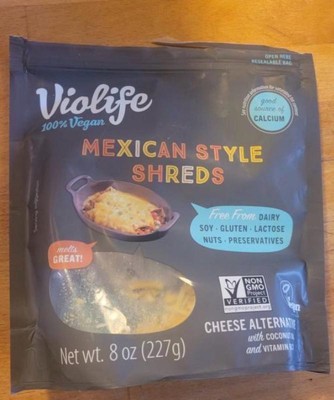 OPEN HERE
RESEALABLE BAG
Violife
100% Vegan
good
source of
CALCIUM
MEXICAN STYLE
SHREDS
Free From: DAIRY
SOY · GLUTEN · LACTOSE
NUTS · PRESERVATIVES
melts
GREAT!
NON
GMO
Project
VERIFIED
nongmoproject.org
CHEESE ALTERNAT
with COCONUT
and VITAMIN
Net wt. 8 oz (227g)